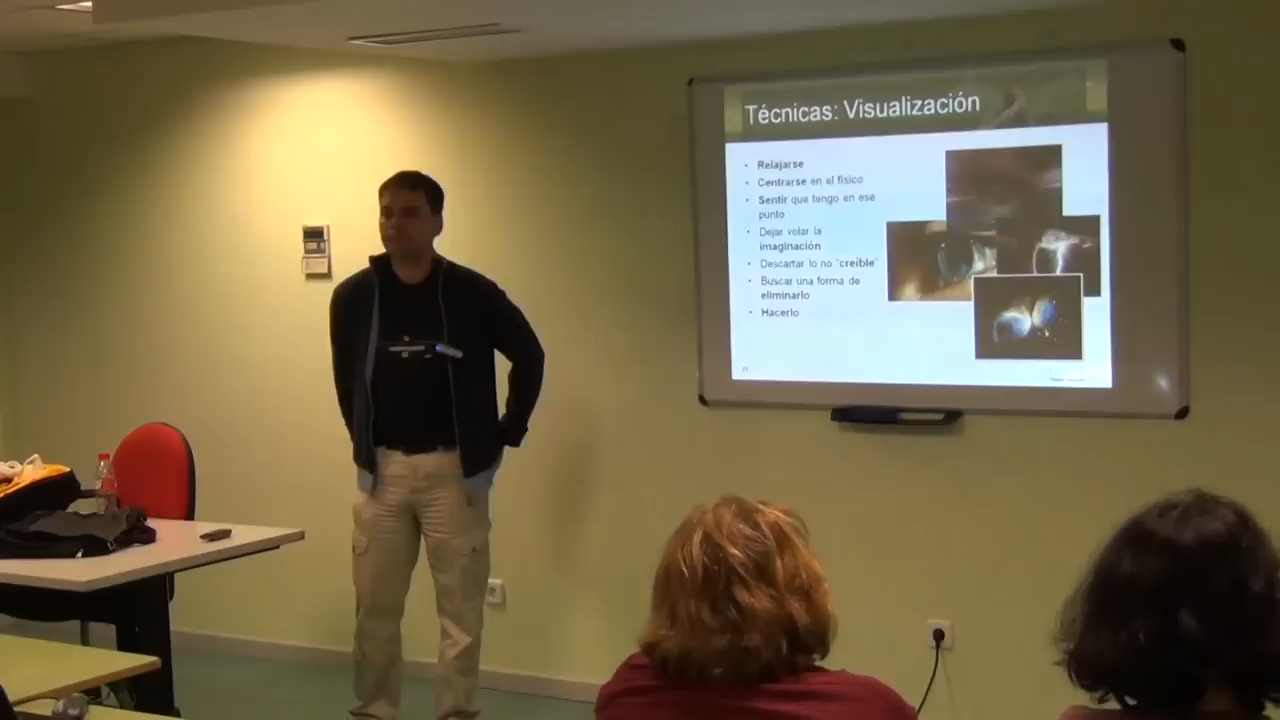 Técnicas: Visualización
• Relajarse
• Centrarse en el físico
• Sentir que tengo en ese
punto
• Dejar volar la
imaginación
• Descartar lo no "creíble"
• Buscar una forma de
eliminarlo
• Hacerlo